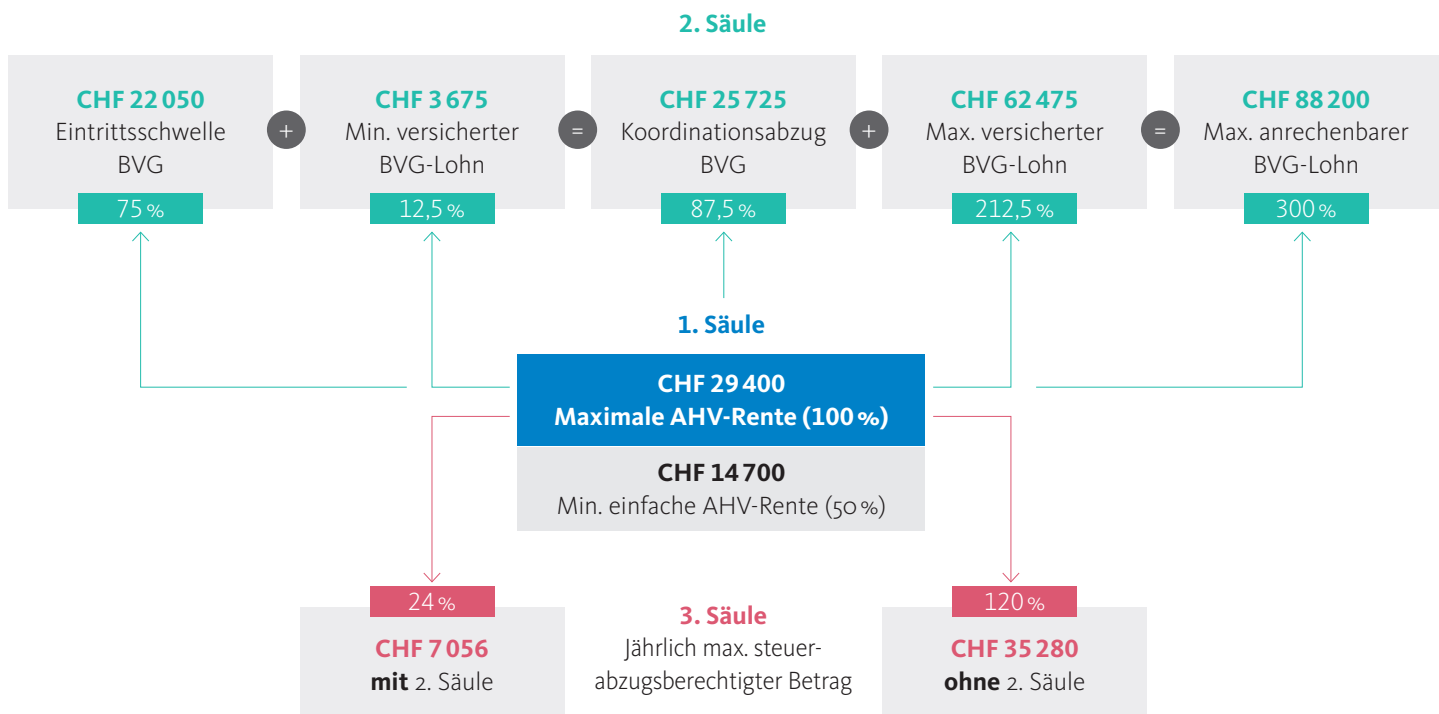 2. Säule
CHF 22 050
Eintrittsschwelle
BVG
75 %
+
CHF 3 675
Min. versicherter
BVG-Lohn
12,5 %
=
CHF 25 725
Koordinationsabzug
BVG
87,5 %
+
CHF 62 475
Max. versicherter
BVG-Lohn
212,5 %
=
CHF 88 200
Max. anrechenbarer
BVG-Lohn
300 %
1. Säule
CHF 29 400
Maximale AHV-Rente (100 %)
CHF 14 700
Min. einfache AHV-Rente (50 %)
24 %
CHF 7 056
mit 2. Säule
3. Säule
Jährlich max. steuer-
abzugsberechtigter Betrag
120 %
CHF 35 280
ohne 2. Säule